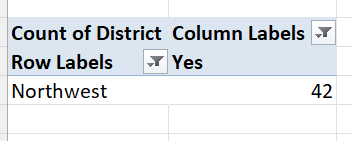 Count of District Column Labels
Row Labels Yes
Northwest 42